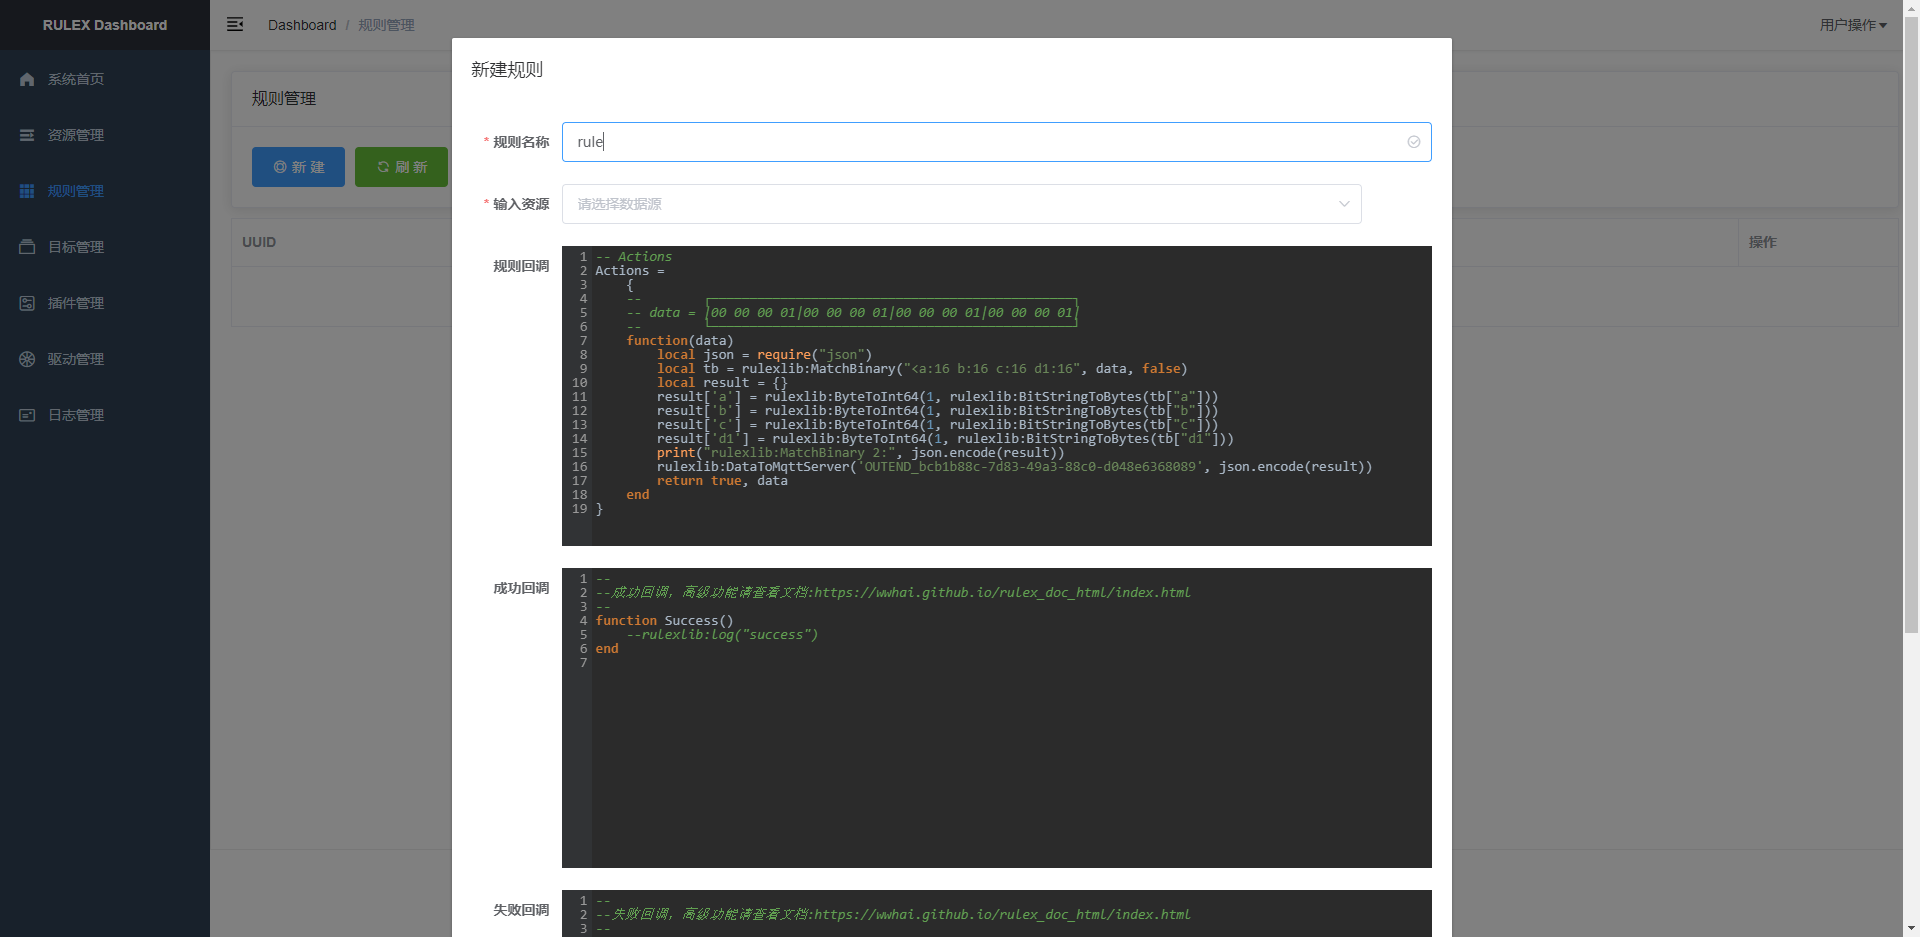 RULEX Dashboard
Dashboard / 规则管理
用户操作
系统首页
资源管理
规则管理
目标管理
插件管理
驱动管理
日志管理
规则管理
新 建
刷 新
UUID
操作
新建规则
* 规则名称
rule
* 输入资源
请选择数据源
规则回调
1 -- Actions
2 Actions =
3     {
4     --        ┌───────────────────────────────────────────────┐
5     -- data = |00 00 00 01|00 00 00 01|00 00 00 01|00 00 00 01|
6     --        └───────────────────────────────────────────────┘
7     function(data)
8         local json = require("json")
9         local tb = rulexlib:MatchBinary("<a:16 b:16 c:16 d1:16", data, false)
10         local result = {}
11         result['a'] = rulexlib:ByteToInt64(1, rulexlib:BitStringToBytes(tb["a"]))
12         result['b'] = rulexlib:ByteToInt64(1, rulexlib:BitStringToBytes(tb["b"]))
13         result['c'] = rulexlib:ByteToInt64(1, rulexlib:BitStringToBytes(tb["c"]))
14         result['d1'] = rulexlib:ByteToInt64(1, rulexlib:BitStringToBytes(tb["d1"]))
15         print("rulexlib:MatchBinary 2:", json.encode(result))
16         rulexlib:DataToMqttServer('OUTEND_bcb1b88c-7d83-49a3-88c0-d048e6368089', json.encode(result))
17         return true, data
18     end
19 }
成功回调
1 --
2 --成功回调，高级功能请查看文档:https://wwhai.github.io/rulex_doc_html/index.html
3 --
4 function Success()
5     --rulexlib:log("success")
6 end
7
失败回调
1 --
2 --失败回调，高级功能请查看文档:https://wwhai.github.io/rulex_doc_html/index.html
3 --